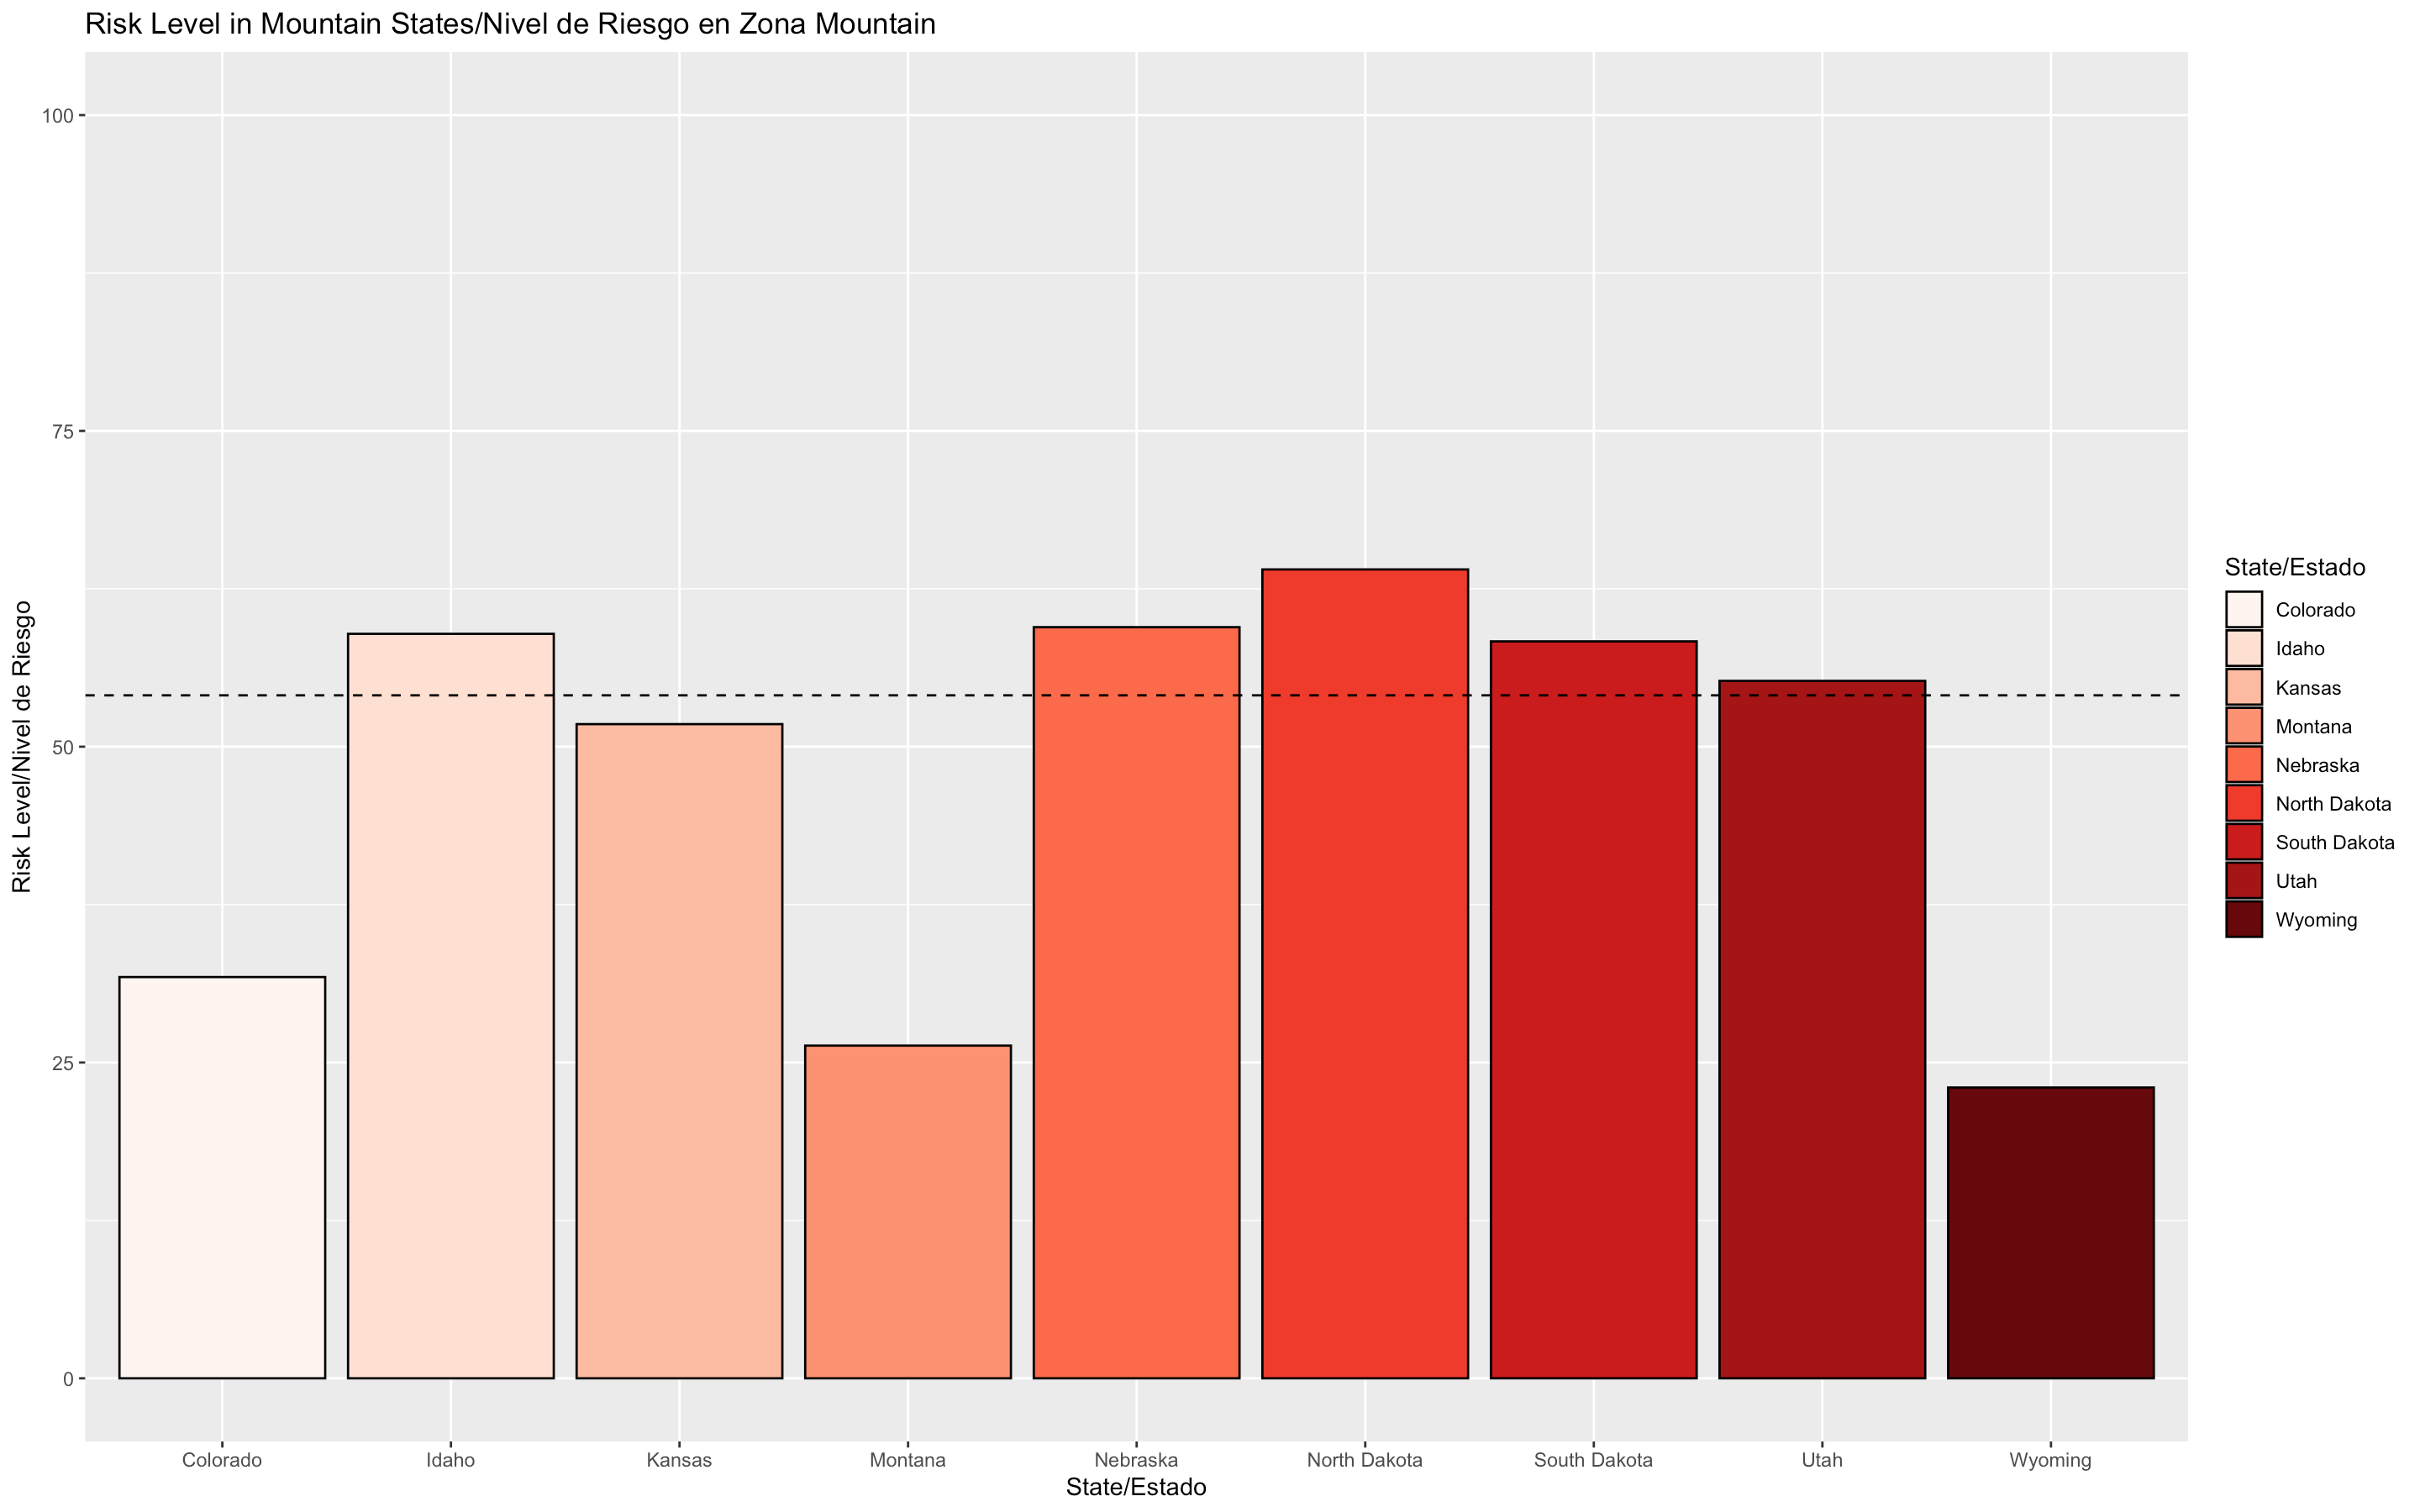 Risk Level in Mountain States/Nivel de Riesgo en Zona Mountain
Risk Level/Nivel de Riesgo
100
75
50
25
0
Colorado
Idaho
Kansas
Montana
Nebraska
North Dakota
South Dakota
Utah
Wyoming
State/Estado
State/Estado
Colorado
Idaho
Kansas
Montana
Nebraska
North Dakota
South Dakota
Utah
Wyoming